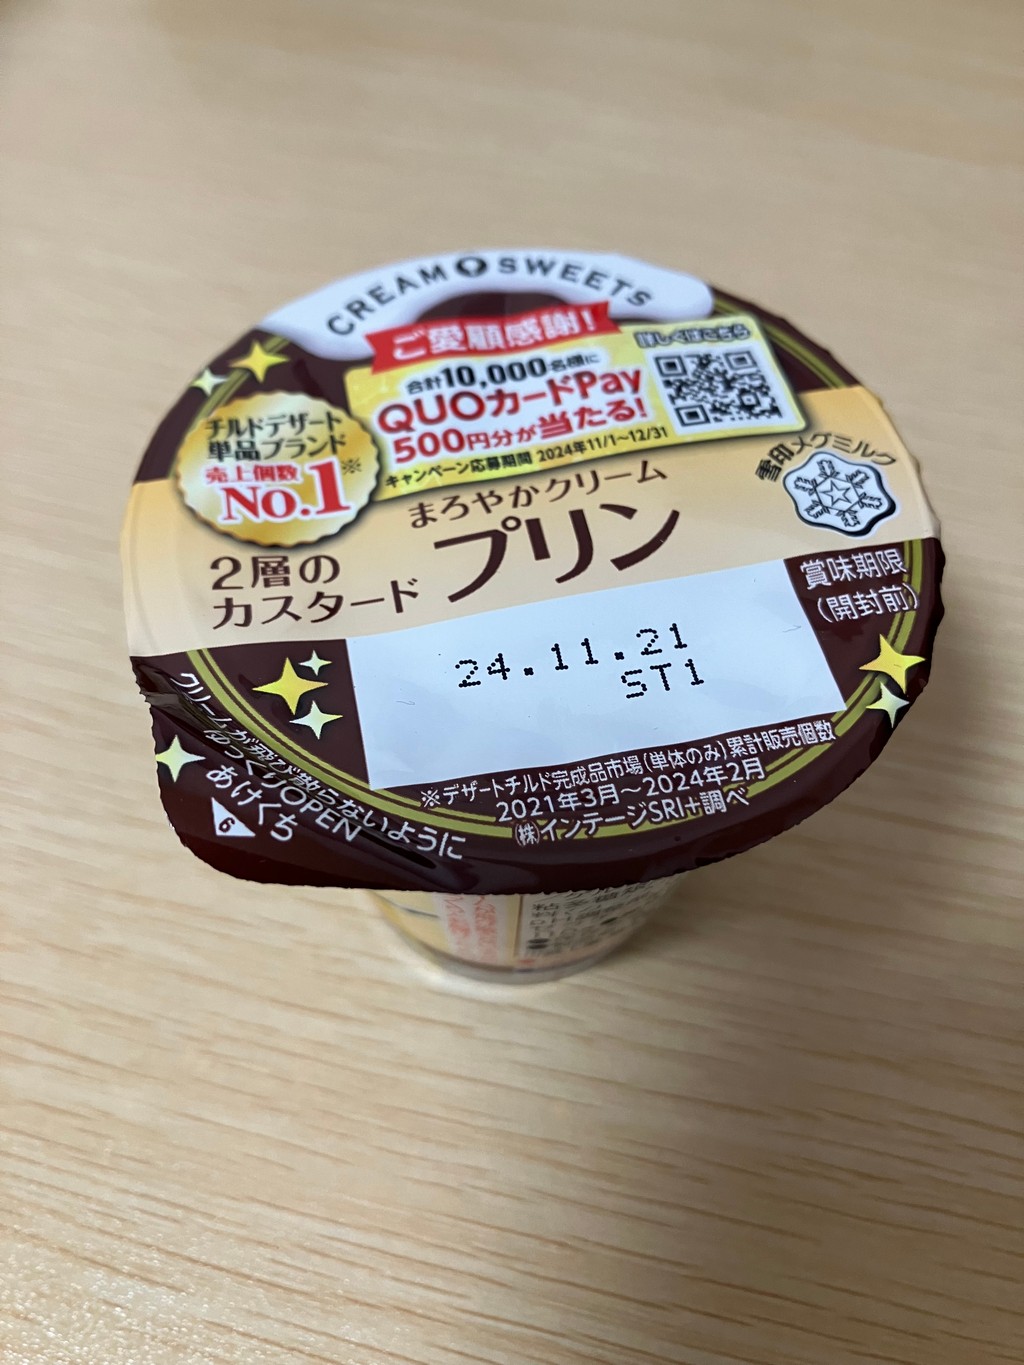 CREAM SWEETS
ご愛顧感謝!
合計10,000名様に
QUOカードPay
500円分が当たる!
キャンペーン応募期間 2024年11/1~12/31
詳しくはこちら
チルドデザート
単品ブランド
売上個数
No.1※
雪印メグミルク
まろやかクリーム
2層の
カスタード
プリン
賞味期限
(開封前)
24.11.21
ST1
※デザートチルド完成品市場(単体のみ)累計販売個数
2021年3月~2024年2月
㈱インテージSRI+調べ
クリームが飛び散らないように
ゆっくりOPEN
あけくち
6